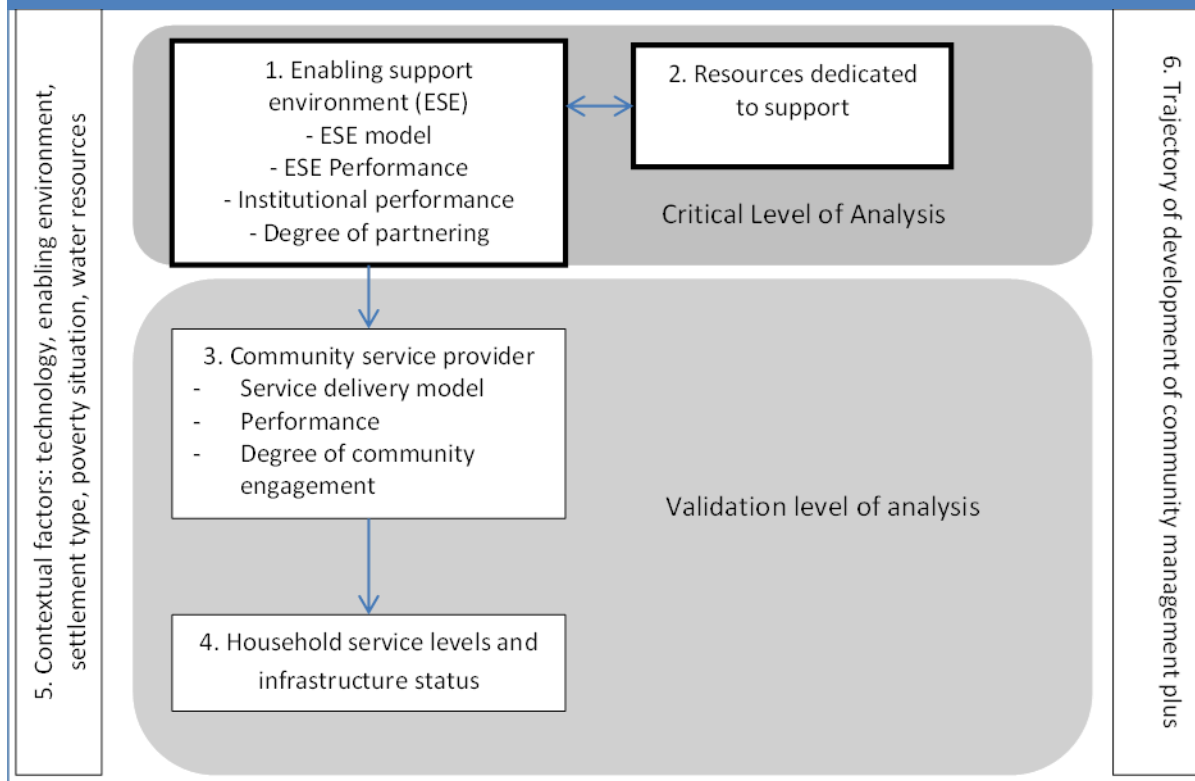 5. Contextual factors: technology, enabling environment,
settlement type, poverty situation, water resources
1. Enabling support
environment (ESE)
- ESE model
- ESE Performance
- Institutional performance
- Degree of partnering
2. Resources dedicated
to support
Critical Level of Analysis
3. Community service provider
- Service delivery model
- Performance
- Degree of community
engagement
Validation level of analysis
4. Household service levels and
infrastructure status
6. Trajectory of development of community management plus